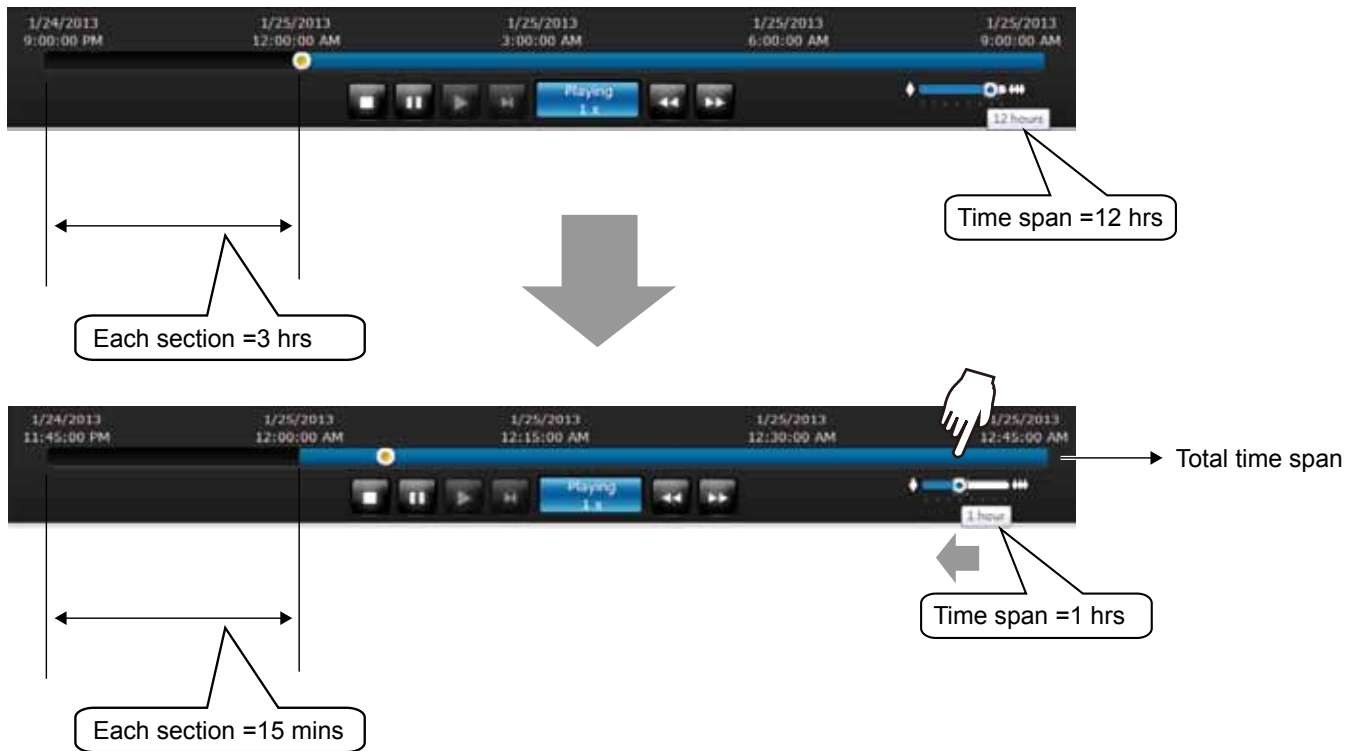 1/24/2013 1/25/2013 1/25/2013 1/25/2013 1/25/2013
9:00:00 PM 12:00:00 AM 3:00:00 AM 6:00:00 AM 9:00:00 AM
Playing
1 x
12 hours
Time span =12 hrs
Each section =3 hrs
1/24/2013 1/25/2013 1/25/2013 1/25/2013 1/25/2013
11:45:00 PM 12:00:00 AM 12:15:00 AM 12:30:00 AM 12:45:00 AM
Total time span
Playing
1 x
1 hour
Time span =1 hrs
Each section =15 mins